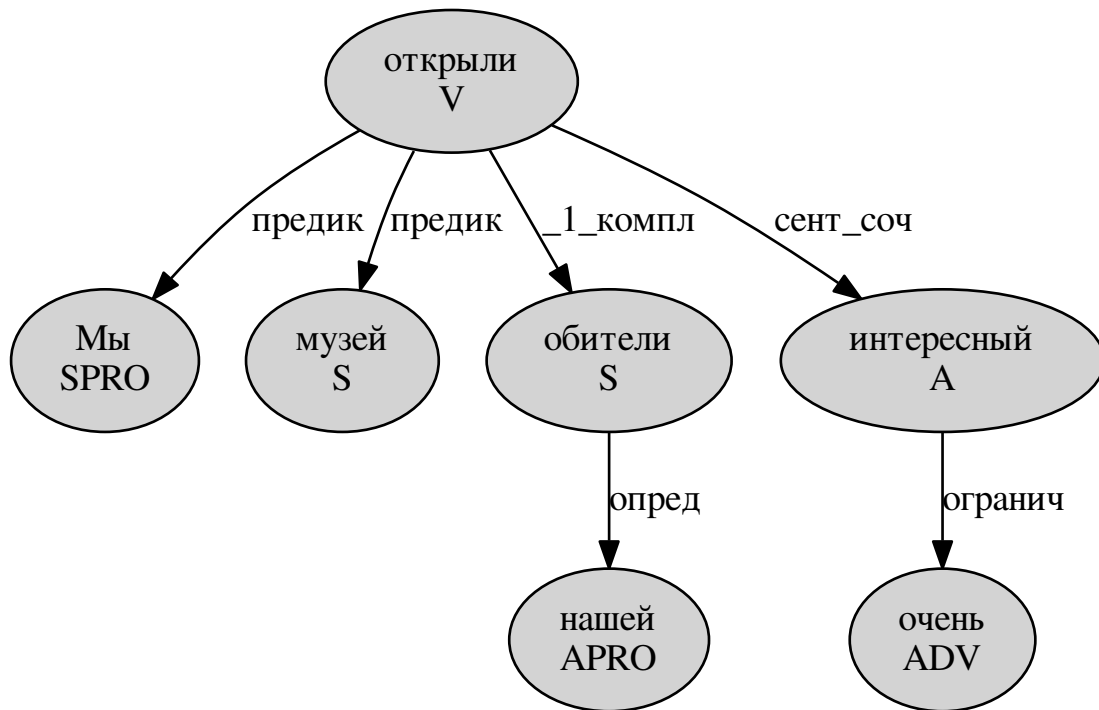 открыли
V
предик
предик
_1_компл
сент_соч
Мы
SPRO
музей
S
обители
S
интересный
A
опред
огранич
нашей
APRO
очень
ADV